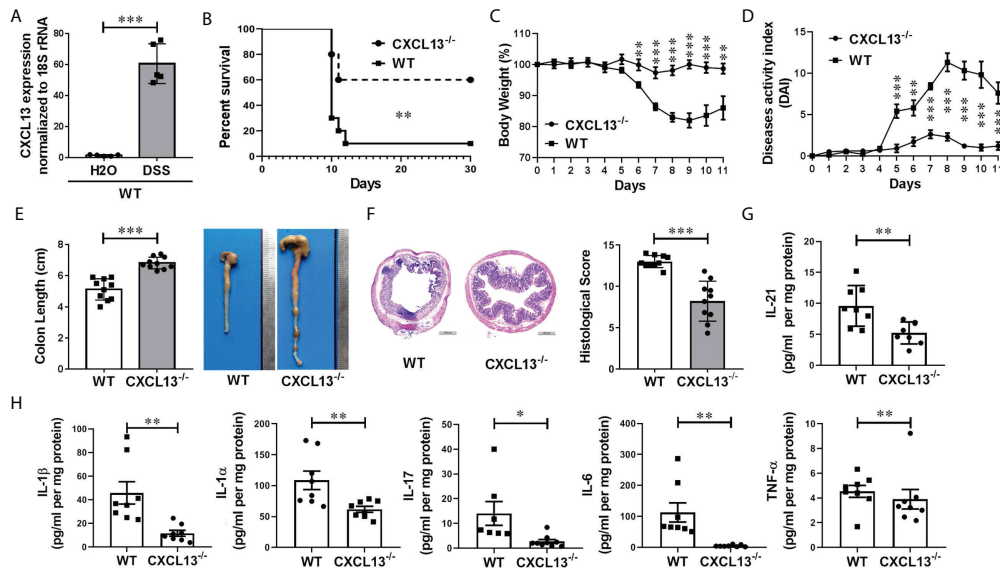 A
CXCL13 expression
normaliazed to 18S rRNA
80
60
40
20
0
***
H2O
DSS
WT
B
Percent survival
100
80
60
40
20
0
0
10
20
30
Days
CXCL13-/-
WT
**
C
Body Weight (%)
110
100
90
80
70
0 1 2 3 4 5 6 7 8 9 10 11
Days
CXCL13-/-
WT
**
***
***
***
***
**
D
Diseases activity index
(DAI)
15
10
5
0
0 1 2 3 4 5 6 7 8 9 10 11
Days
CXCL13-/-
WT
***
**
***
***
***
***
***
E
Colon Length (cm)
10
8
6
4
2
0
***
WT
CXCL13-/-
WT
CXCL13-/-
F
WT
CXCL13-/-
Histological Score
20
15
10
5
0
***
WT
CXCL13-/-
G
IL-21
(pg/ml per mg protein)
20
15
10
5
0
**
WT
CXCL13-/-
H
IL-1β
(pg/ml per mg protein)
100
80
60
40
20
0
**
WT
CXCL13-/-
IL-1α
(pg/ml per mg protein)
200
150
100
50
0
**
WT
CXCL13-/-
IL-17
(pg/ml per mg protein)
50
40
30
20
10
0
*
WT
CXCL13-/-
IL-6
(pg/ml per mg protein)
400
300
200
100
0
**
WT
CXCL13-/-
TNF-α
(pg/ml per mg protein)
10
8
6
4
2
0
**
WT
CXCL13-/-